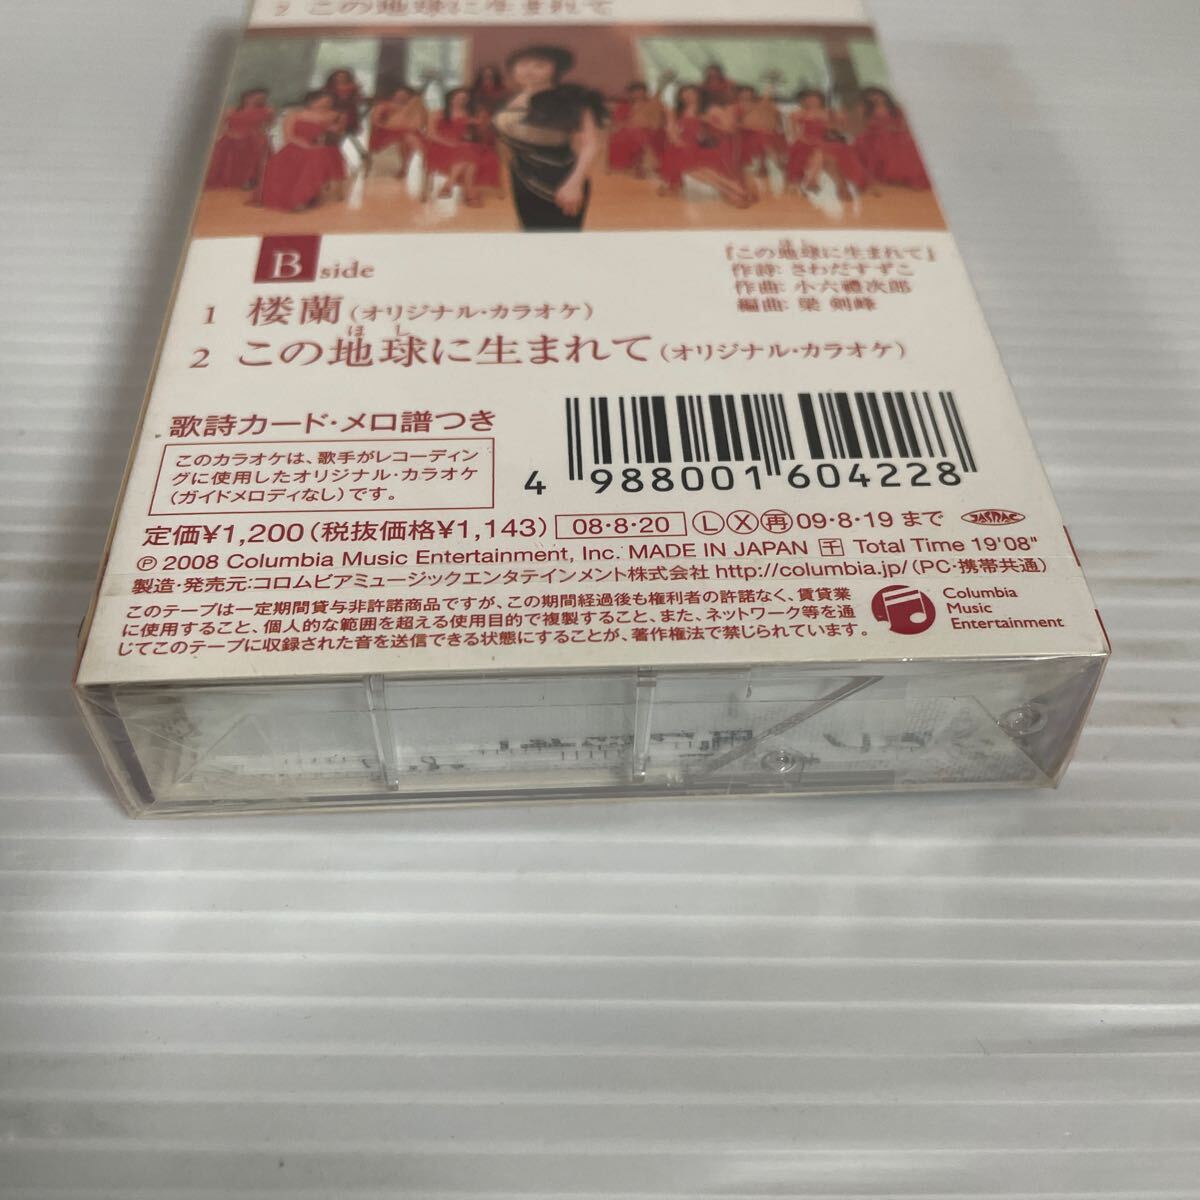 2 この地球に生まれて
B side
1 楼蘭(オリジナル・カラオケ)
ほし
2 この地球に生まれて(オリジナル・カラオケ)
ほし
『この地球に生まれて』
作詩: さわだすずこ
作曲: 小六禮次郎
編曲: 梁 剣峰
歌詩カード・メロ譜つき
このカラオケは、歌手がレコーディン
グに使用したオリジナル・カラオケ
(ガイドメロディなし)です。
4 988001 604228
定価¥1,200(税抜価格¥1,143) 08・8・20 Ⓛ Ⓧ ㊢09・8・19 まで JASRAC
℗ 2008 Columbia Music Entertainment, Inc. MADE IN JAPAN 干 Total Time 19'08"
製造・発売元:コロムビアミュージックエンタテインメント株式会社 http://columbia.jp/(PC・携帯共通)
このテープは一定期間貸与非許諾商品ですが、この期間経過後も権利者の許諾なく、賃貸業
に使用すること、個人的な範囲を超える使用目的で複製すること、また、ネットワーク等を通
じてこのテープに収録された音を送信できる状態にすることが、著作権法で禁じられています。
Columbia
Music
Entertainment